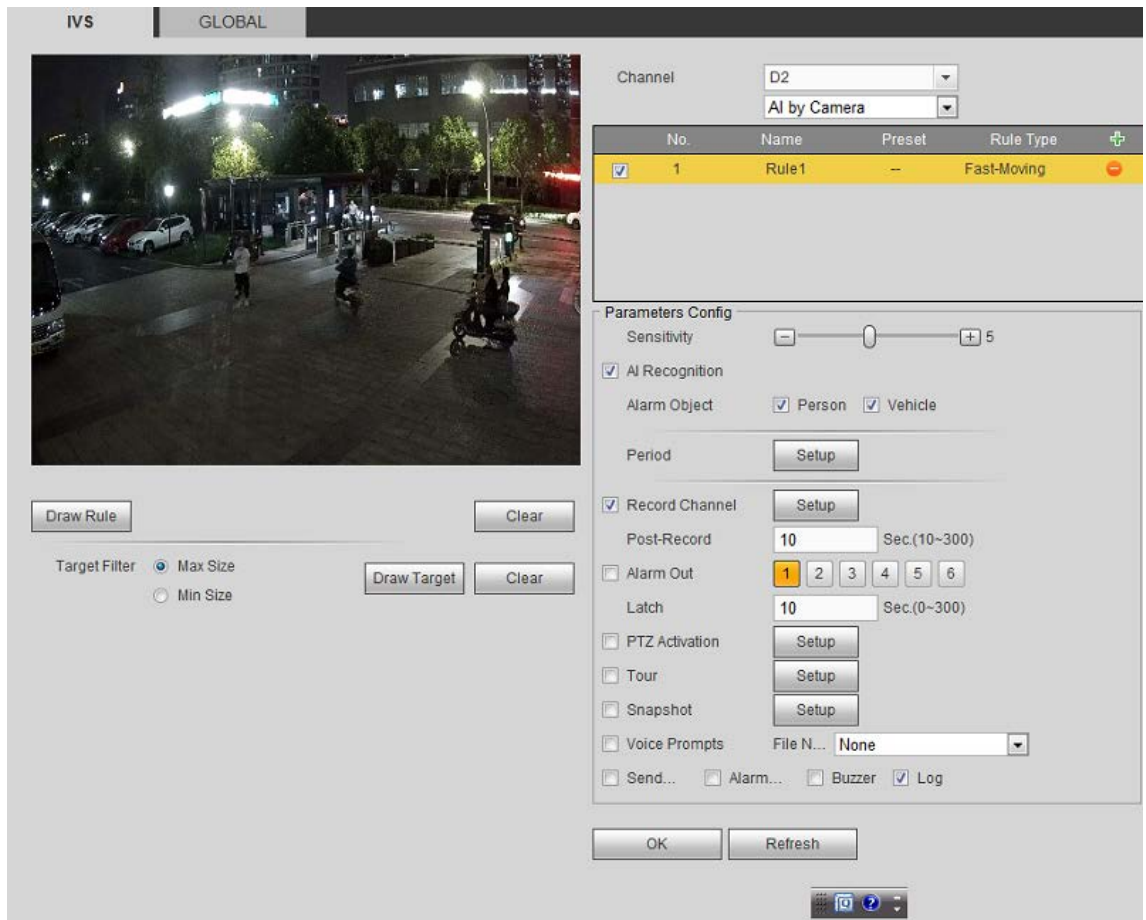 IVS GLOBAL
Channel D2
AI by Camera
No. Name Preset Rule Type
1 Rule1 -- Fast-Moving
Parameters Config
Sensitivity 5
AI Recognition
Alarm Object Person Vehicle
Period Setup
Draw Rule Clear
Record Channel Setup
Post-Record 10 Sec.(10~300)
Target Filter Max Size Draw Target Clear
Min Size
Alarm Out 1 2 3 4 5 6
Latch 10 Sec.(0~300)
PTZ Activation Setup
Tour Setup
Snapshot Setup
Voice Prompts File N... None
Send... Alarm... Buzzer Log
OK Refresh